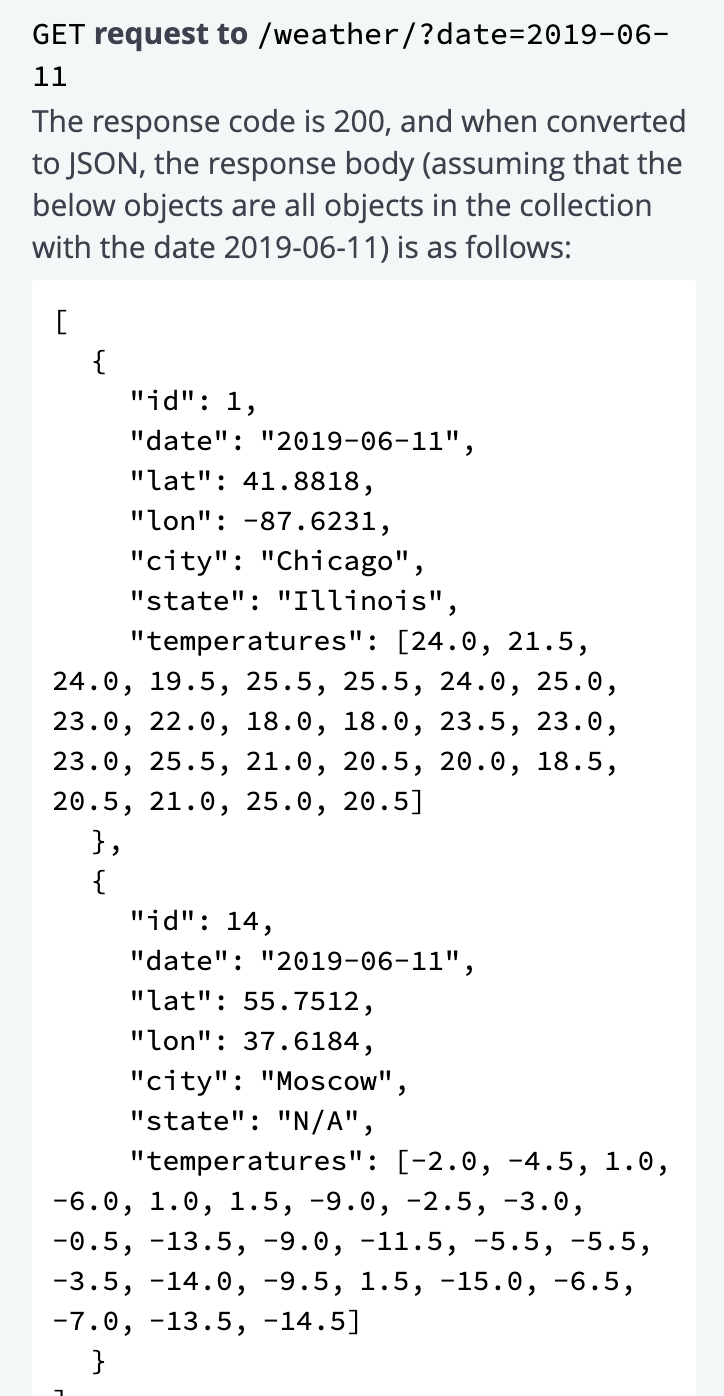 GET request to /weather/?date=2019-06-
11
The response code is 200, and when converted
to JSON, the response body (assuming that the
below objects are all objects in the collection
with the date 2019-06-11) is as follows:
[
  {
    "id": 1,
    "date": "2019-06-11",
    "lat": 41.8818,
    "lon": -87.6231,
    "city": "Chicago",
    "state": "Illinois",
    "temperatures": [24.0, 21.5,
24.0, 19.5, 25.5, 25.5, 24.0, 25.0,
23.0, 22.0, 18.0, 18.0, 23.5, 23.0,
23.0, 25.5, 21.0, 20.5, 20.0, 18.5,
20.5, 21.0, 25.0, 20.5]
  },
  {
    "id": 14,
    "date": "2019-06-11",
    "lat": 55.7512,
    "lon": 37.6184,
    "city": "Moscow",
    "state": "N/A",
    "temperatures": [-2.0, -4.5, 1.0,
-6.0, 1.0, 1.5, -9.0, -2.5, -3.0,
-0.5, -13.5, -9.0, -11.5, -5.5, -5.5,
-3.5, -14.0, -9.5, 1.5, -15.0, -6.5,
-7.0, -13.5, -14.5]
  }
]